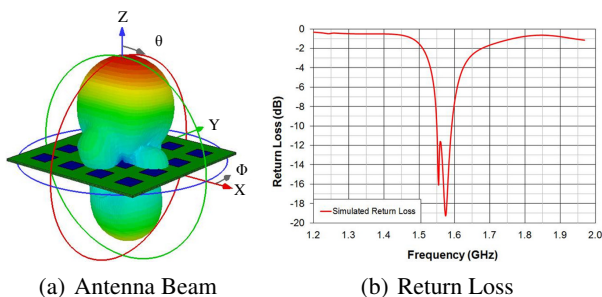 Z
θ
Y
Φ
X
(a) Antenna Beam
0
-2
-4
-6
-8
-10
-12
-14
-16
-18
-20
Return Loss (dB)
Simulated Return Loss
1.2 1.3 1.4 1.5 1.6 1.7 1.8 1.9 2.0
Frequency (GHz)
(b) Return Loss